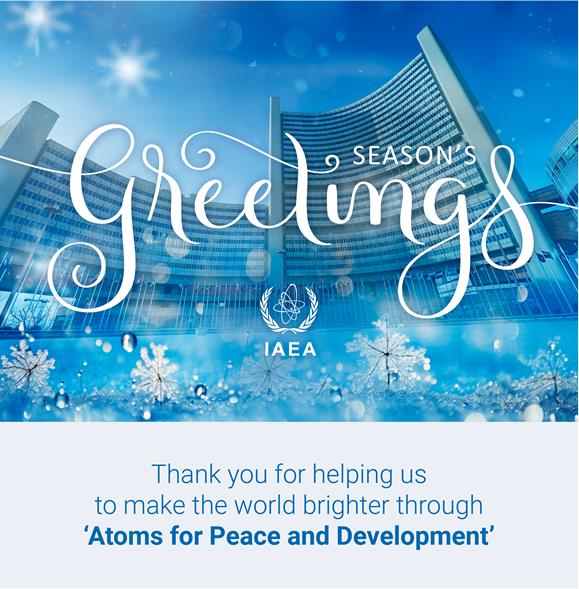 SEASON'S
Greetings
IAEA
Thank you for helping us
to make the world brighter through
‘Atoms for Peace and Development’